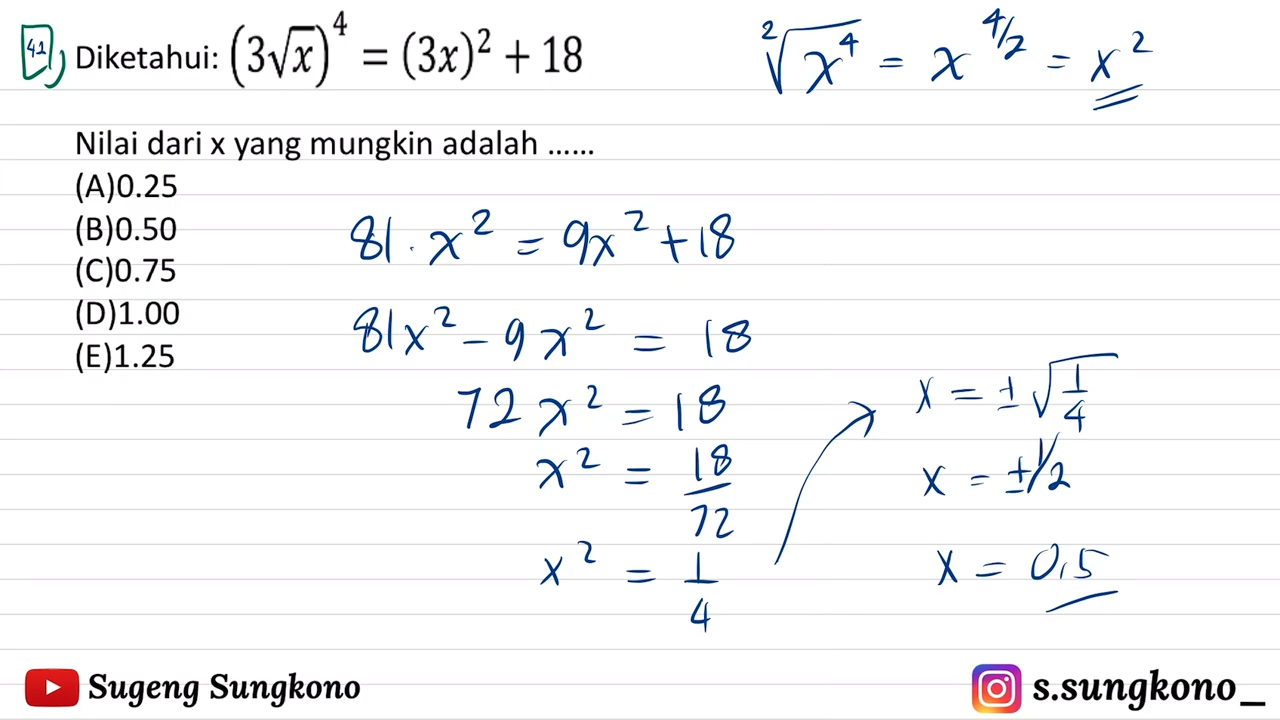 41) Diketahui: (3√x)⁴ = (3x)² + 18
²√x⁴ = x^4/2 = x²
Nilai dari x yang mungkin adalah ......
(A)0.25
(B)0.50
(C)0.75
(D)1.00
(E)1.25
81 · x² = 9x² + 18
81x² - 9x² = 18
72x² = 18
x² = 18/72
x² = 1/4
x = ±√1/4
x = ±1/2
x = 0,5
Sugeng Sungkono
s.sungkono_